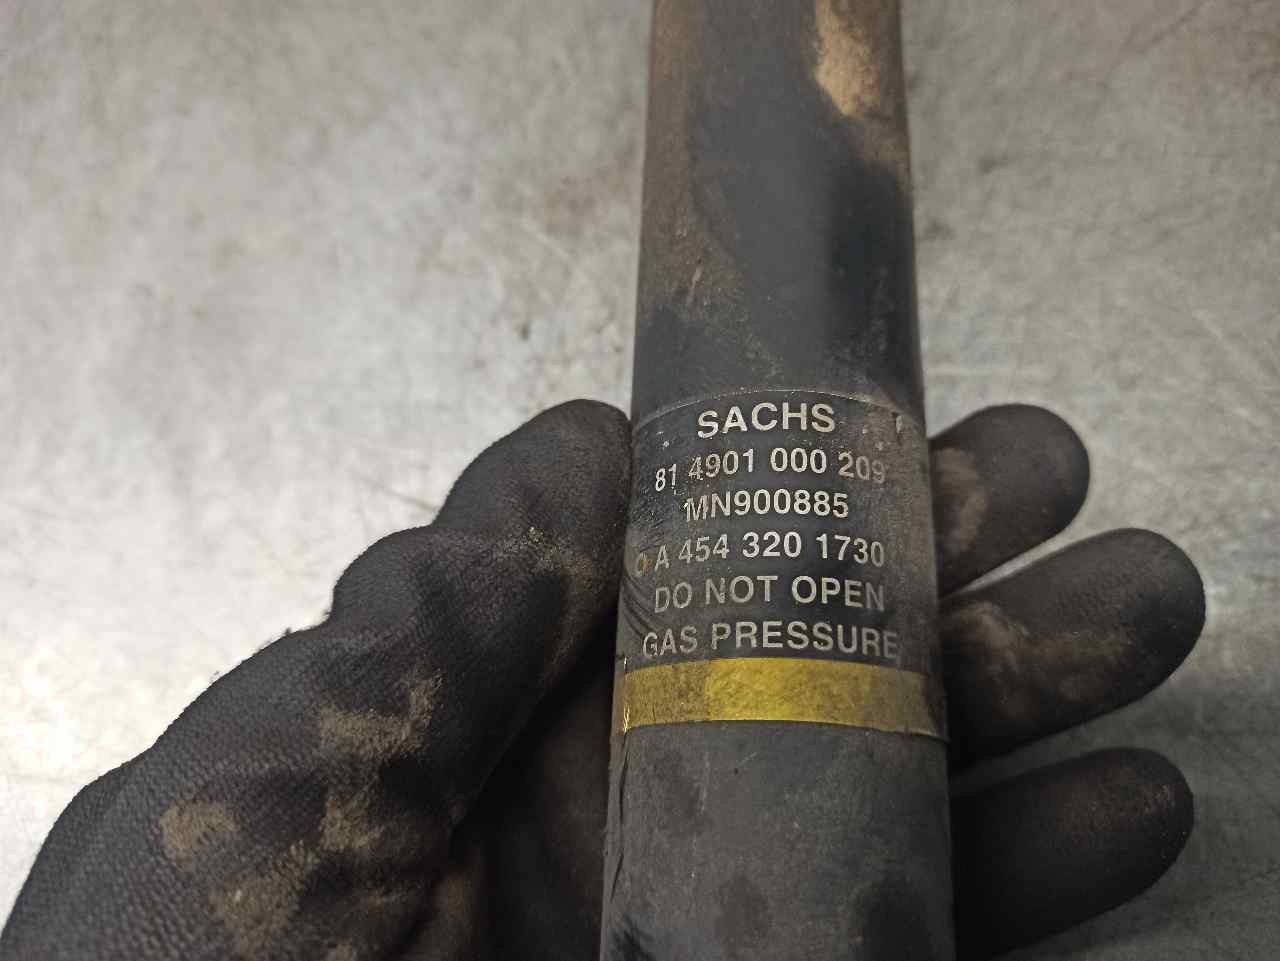 SACHS
81 4901 000 209
MN900885
A 454 320 1730
DO NOT OPEN
GAS PRESSURE